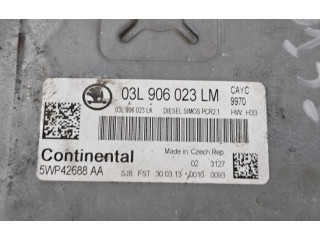 03L 906 023 LM CAYC
9970
03L 906 023 LK DIESEL SIMOS PCR2.1 HW: H33
Continental Made in Czech Rep.
5WP42688 AA 02 3127
SJB FST 30.03.13 0010 0093